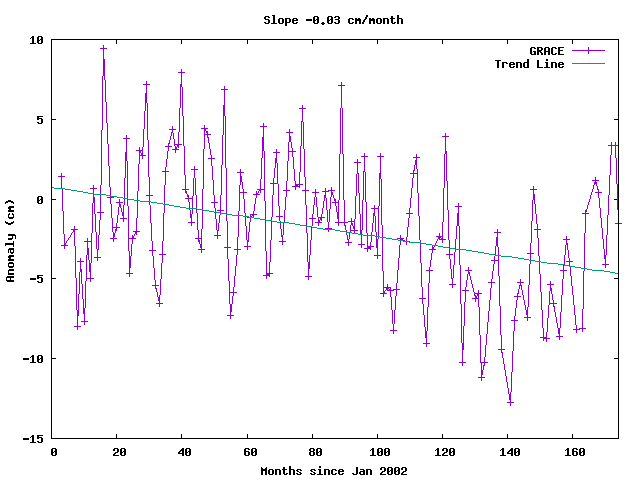 Slope -0.03 cm/month
10
5
0
-5
-10
-15
Anomaly (cm)
GRACE
Trend Line
0 20 40 60 80 100 120 140 160
Months since Jan 2002